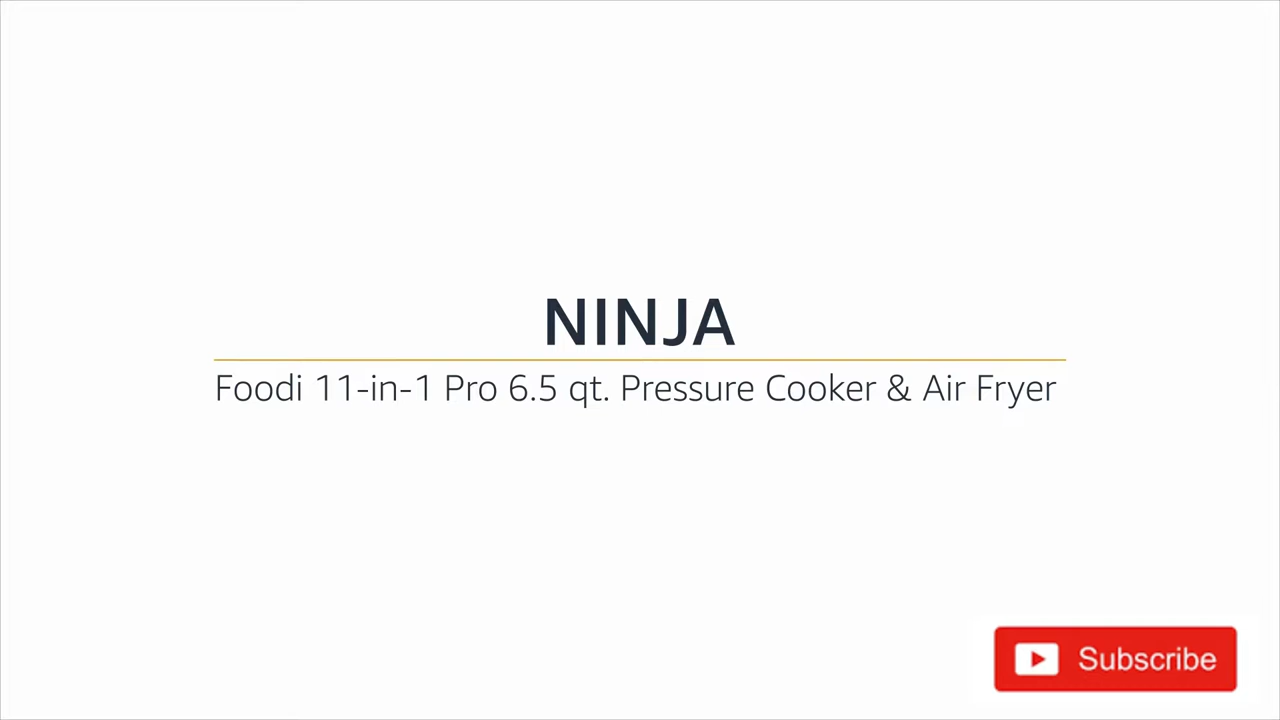 NINJA
Foodi 11-in-1 Pro 6.5 qt. Pressure Cooker & Air Fryer
Subscribe